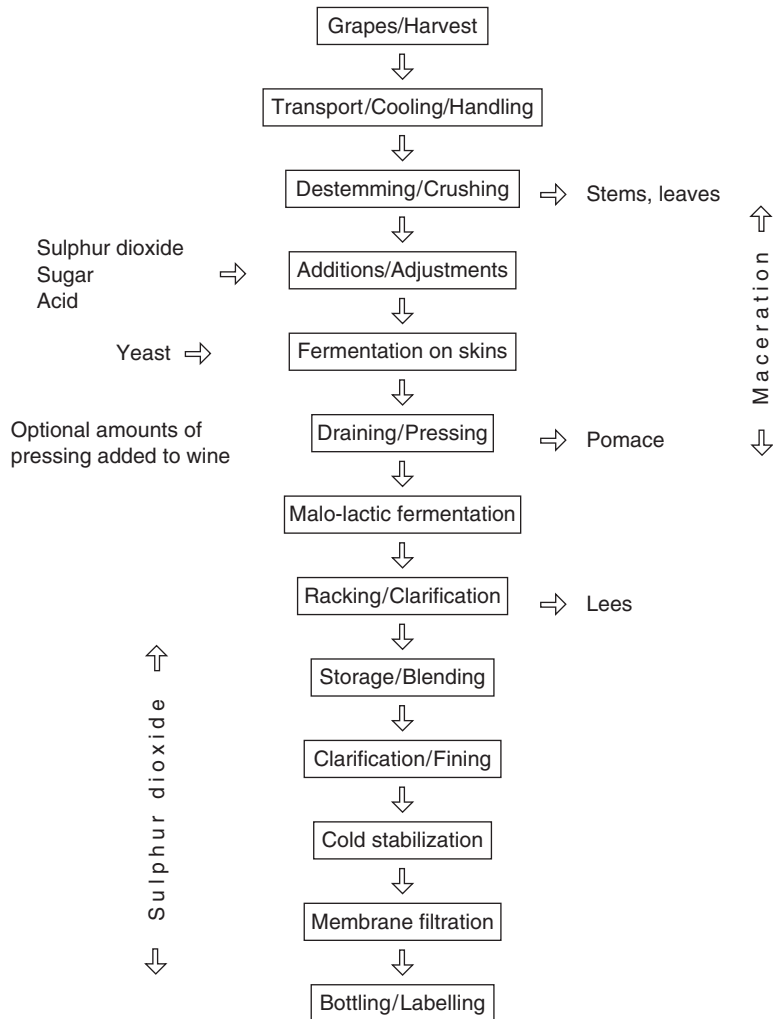 Grapes/Harvest
Transport/Cooling/Handling
Destemming/Crushing
Stems, leaves
Sulphur dioxide
Sugar
Acid
Additions/Adjustments
Maceration
Yeast
Fermentation on skins
Optional amounts of
pressing added to wine
Draining/Pressing
Pomace
Malo-lactic fermentation
Racking/Clarification
Lees
Sulphur dioxide
Storage/Blending
Clarification/Fining
Cold stabilization
Membrane filtration
Bottling/Labelling